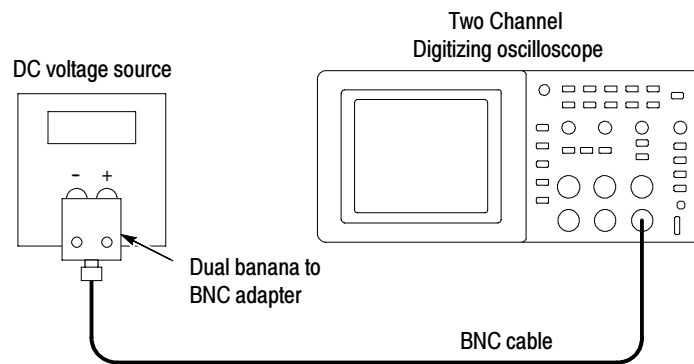 Two Channel
Digitizing oscilloscope
DC voltage source
- +
Dual banana to
BNC adapter
BNC cable